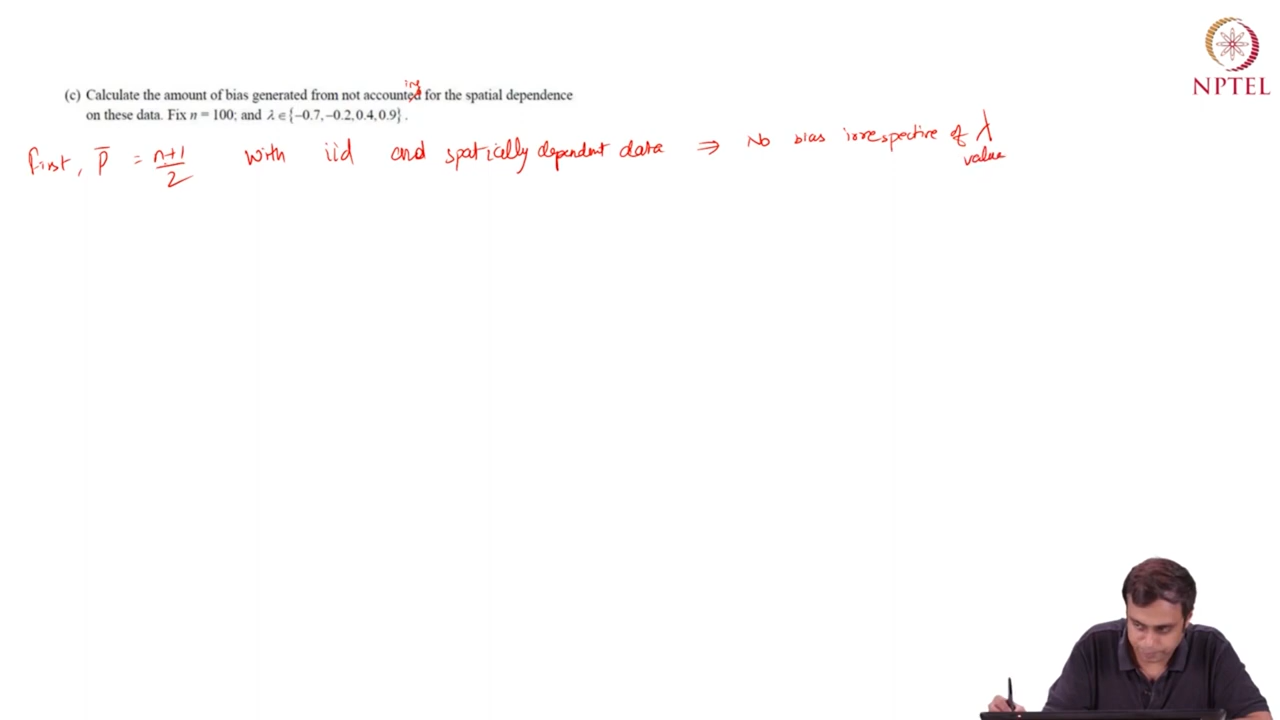 (c) Calculate the amount of bias generated from not accounting for the spatial dependence
on these data. Fix n = 100; and λ ∈ {−0.7, −0.2, 0.4, 0.9}.
First, p̄ = n+1/2 with iid and spatially dependent data ⇒ No bias irrespective of λ value
NPTEL